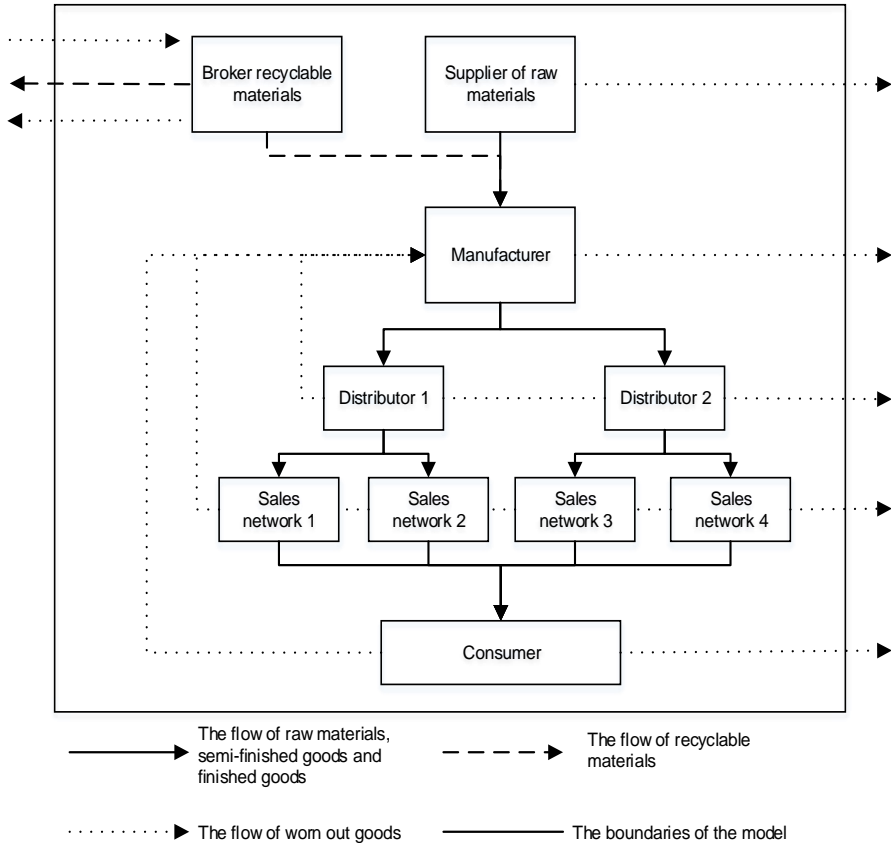 Broker recyclable
materials
Supplier of raw
materials
Manufacturer
Distributor 1
Distributor 2
Sales
network 1
Sales
network 2
Sales
network 3
Sales
network 4
Consumer
The flow of raw materials,
semi-finished goods and
finished goods
The flow of recyclable
materials
The flow of worn out goods
The boundaries of the model